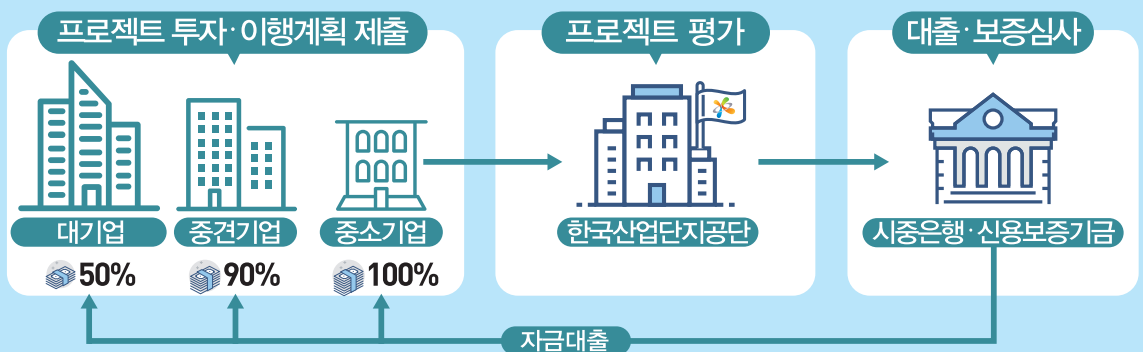 프로젝트 투자·이행계획 제출
프로젝트 평가
대출·보증심사
대기업
중견기업
중소기업
한국산업단지공단
시중은행·신용보증기금
50%
90%
100%
자금대출